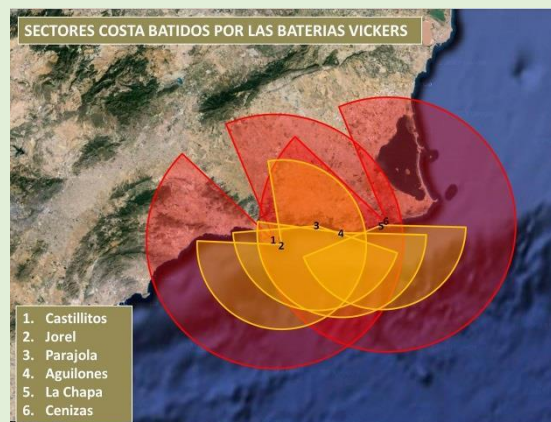 SECTORES COSTA BATIDOS POR LAS BATERIAS VICKERS
1
2
3
4
5
6
1. Castillitos
2. Jorel
3. Parajola
4. Aguilones
5. La Chapa
6. Cenizas